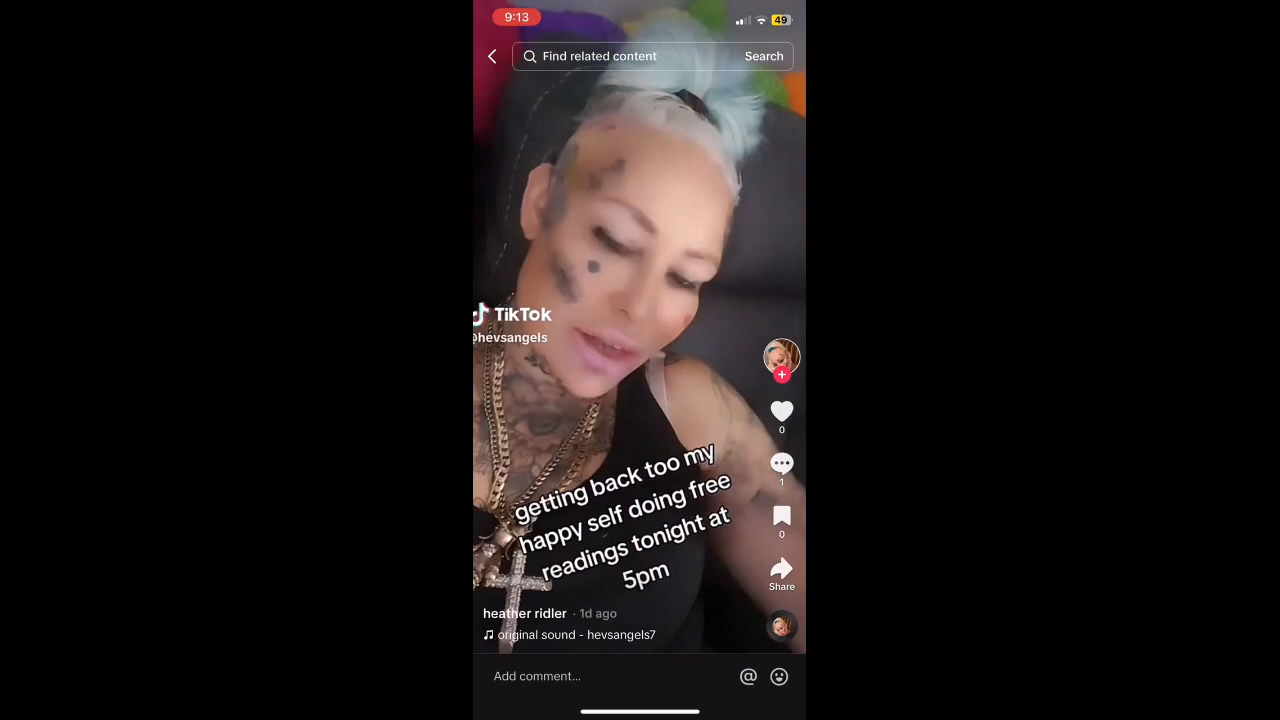 9:13
49
Find related content
Search
TikTok
@hevsangels
getting back too my
happy self doing free
readings tonight at
5pm
0
1
0
Share
heather ridler · 1d ago
original sound - hevsangels7
Add comment...
@